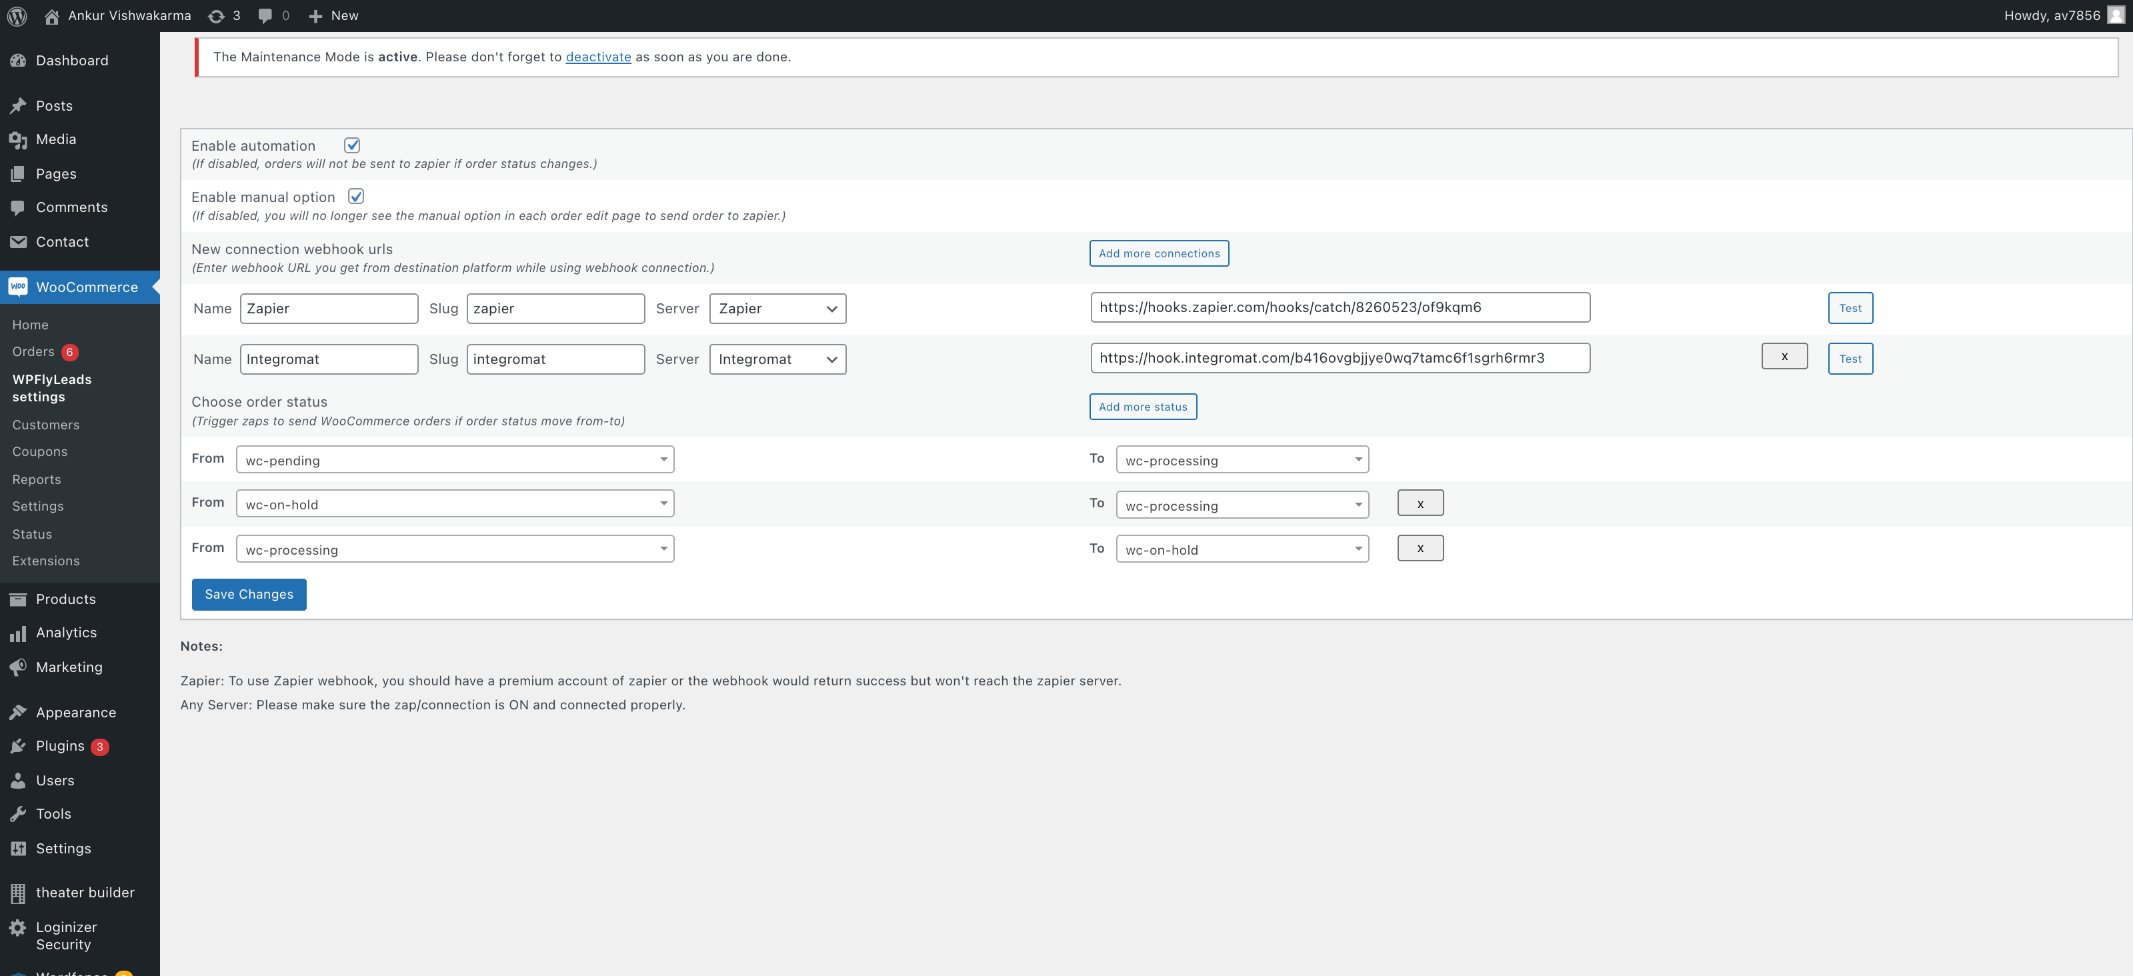 Ankur Vishwakarma 3 0 New Howdy, av7856
Dashboard
Posts
Media
Pages
Comments
Contact
WooCommerce
Home
Orders 6
WPFlyLeads
settings
Customers
Coupons
Reports
Settings
Status
Extensions
Products
Analytics
Marketing
Appearance
Plugins 3
Users
Tools
Settings
theater builder
Loginizer
Security
The Maintenance Mode is active. Please don't forget to deactivate as soon as you are done.
Enable automation
(If disabled, orders will not be sent to zapier if order status changes.)
Enable manual option
(If disabled, you will no longer see the manual option in each order edit page to send order to zapier.)
New connection webhook urls Add more connections
(Enter webhook URL you get from destination platform while using webhook connection.)
Name Zapier Slug zapier Server Zapier https://hooks.zapier.com/hooks/catch/8260523/of9kqm6 Test
Name Integromat Slug integromat Server Integromat https://hook.integromat.com/b416ovgbjjye0wq7tamc6f1sgrh6rmr3 x Test
Choose order status Add more status
(Trigger zaps to send WooCommerce orders if order status move from-to)
From wc-pending To wc-processing
From wc-on-hold To wc-processing x
From wc-processing To wc-on-hold x
Save Changes
Notes:
Zapier: To use Zapier webhook, you should have a premium account of zapier or the webhook would return success but won't reach the zapier server.
Any Server: Please make sure the zap/connection is ON and connected properly.